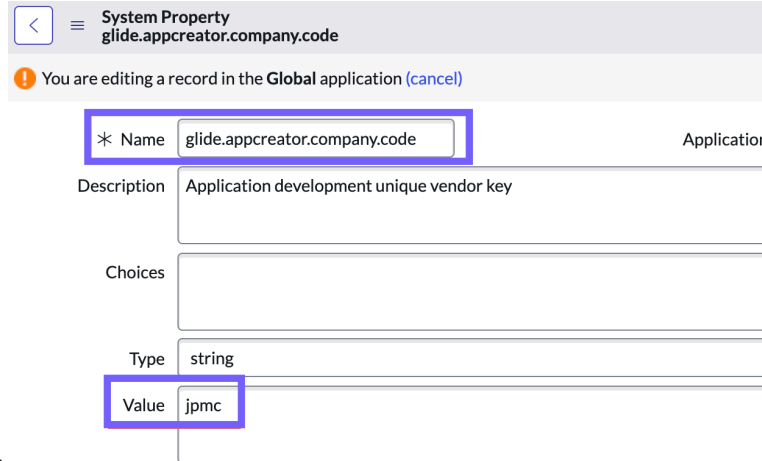 System Property
glide.appcreator.company.code
You are editing a record in the Global application (cancel)
* Name glide.appcreator.company.code Application
Description Application development unique vendor key
Choices
Type string
Value jpmc